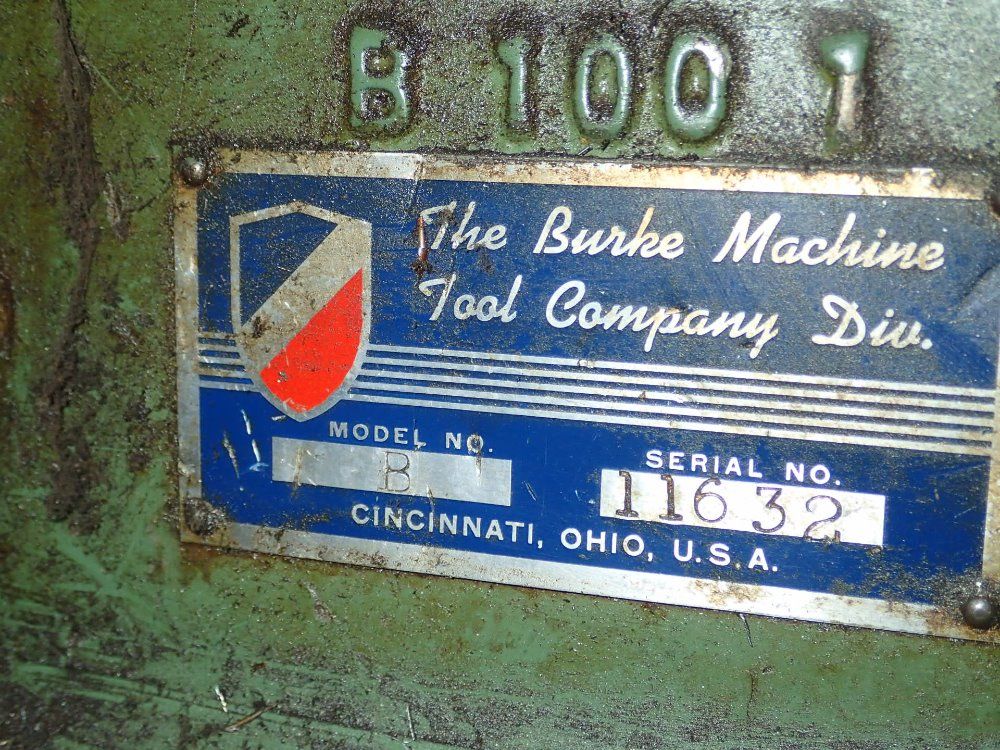 B 100 1
The Burke Machine
Tool Company Div.
MODEL NO.
B
SERIAL NO.
11632
CINCINNATI, OHIO, U.S.A.